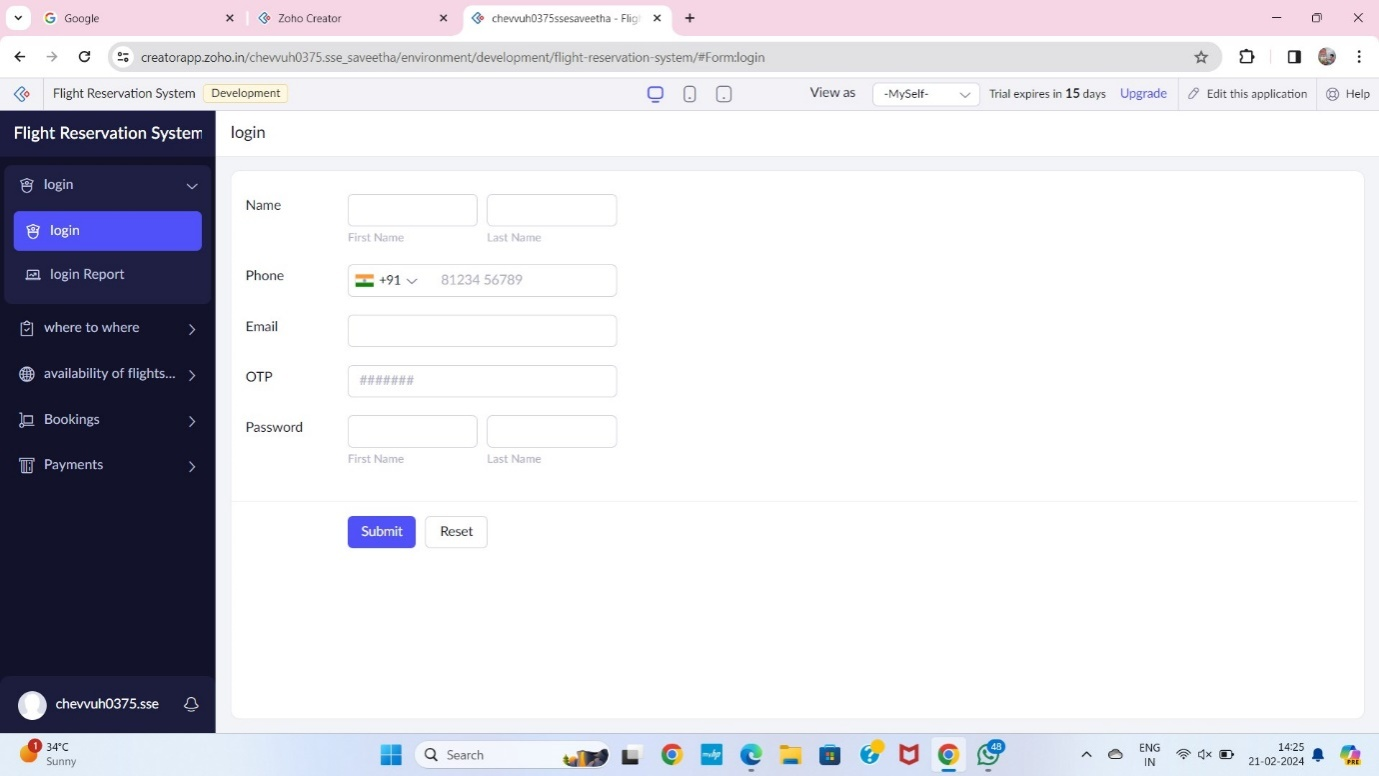 Google
Zoho Creator
chevvuh0375ssesaveetha - Flig
creatorapp.zoho.in/chevvuh0375.sse_saveetha/environment/development/flight-reservation-system/#Form:login
Flight Reservation System Development
View as -MySelf- Trial expires in 15 days Upgrade Edit this application Help
Flight Reservation System
login
login
login
login Report
where to where
availability of flights...
Bookings
Payments
chevvuh0375.sse
Name
First Name Last Name
Phone +91 81234 56789
Email
OTP #######
Password
First Name Last Name
Submit Reset
1
34°C
Sunny
Search
48
ENG
IN
14:25
21-02-2024
PRE